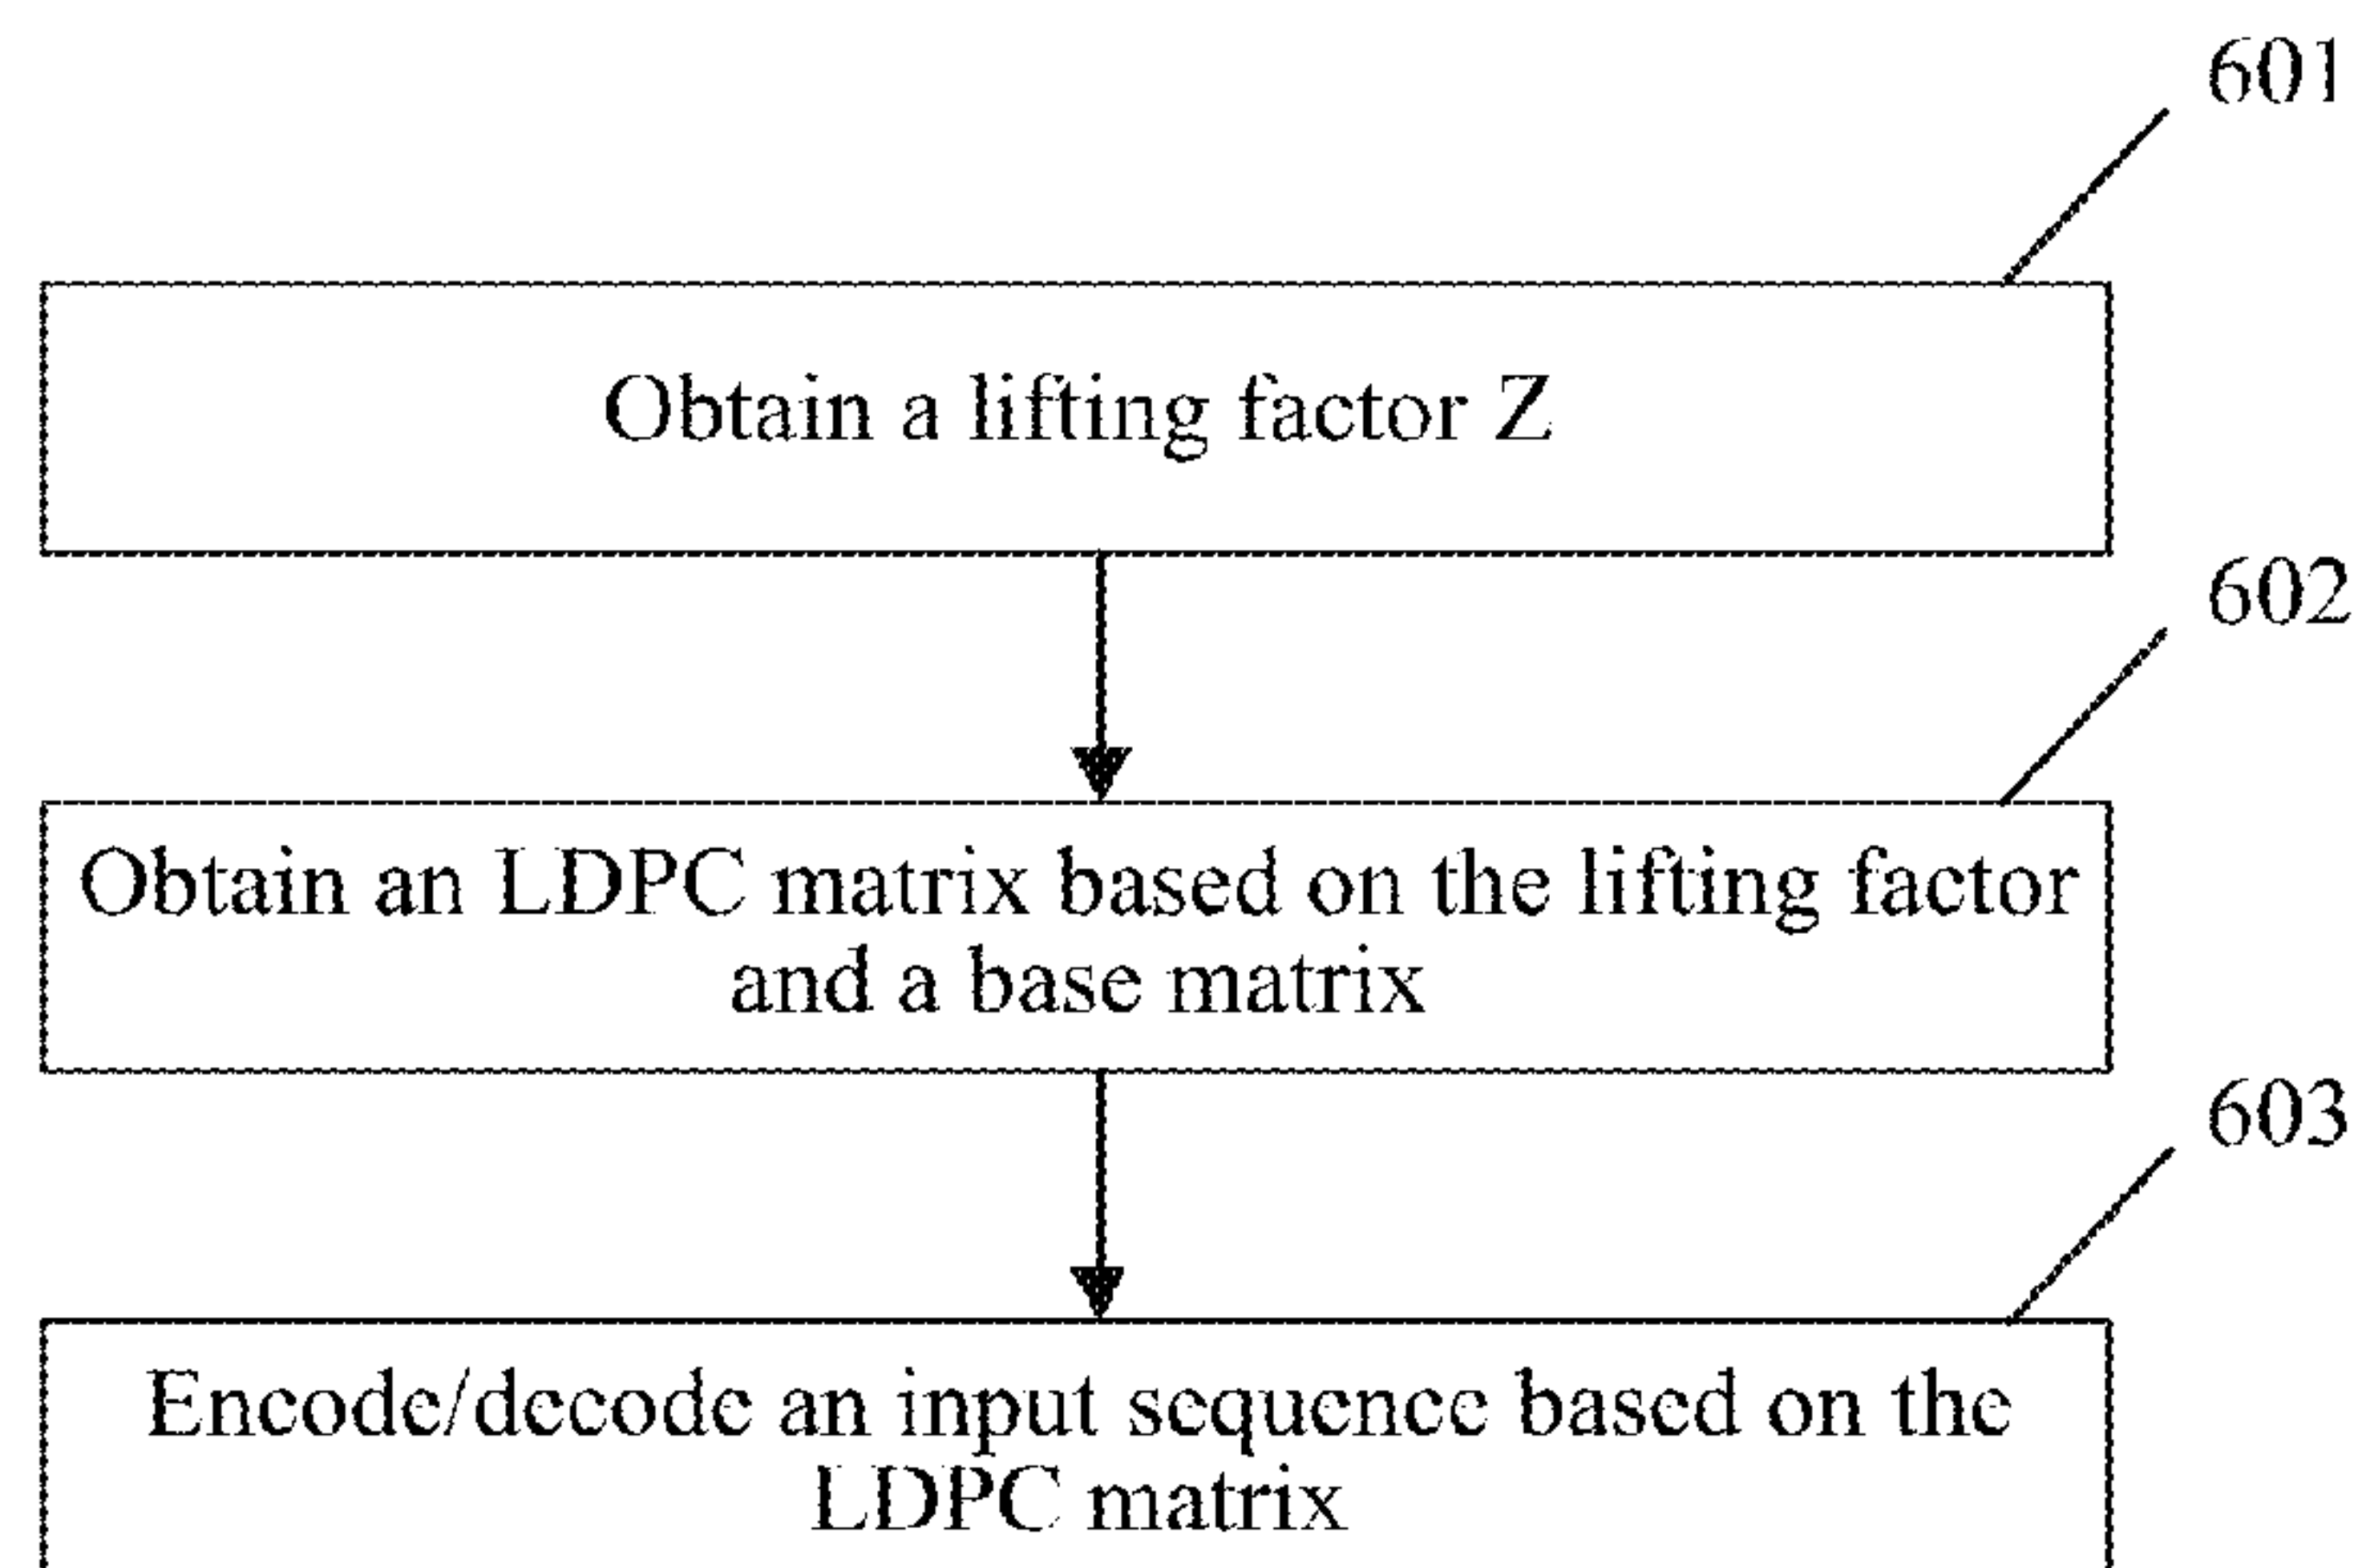 601
Obtain a lifting factor Z
602
Obtain an LDPC matrix based on the lifting factor
and a base matrix
603
Encode/decode an input sequence based on the
LDPC matrix